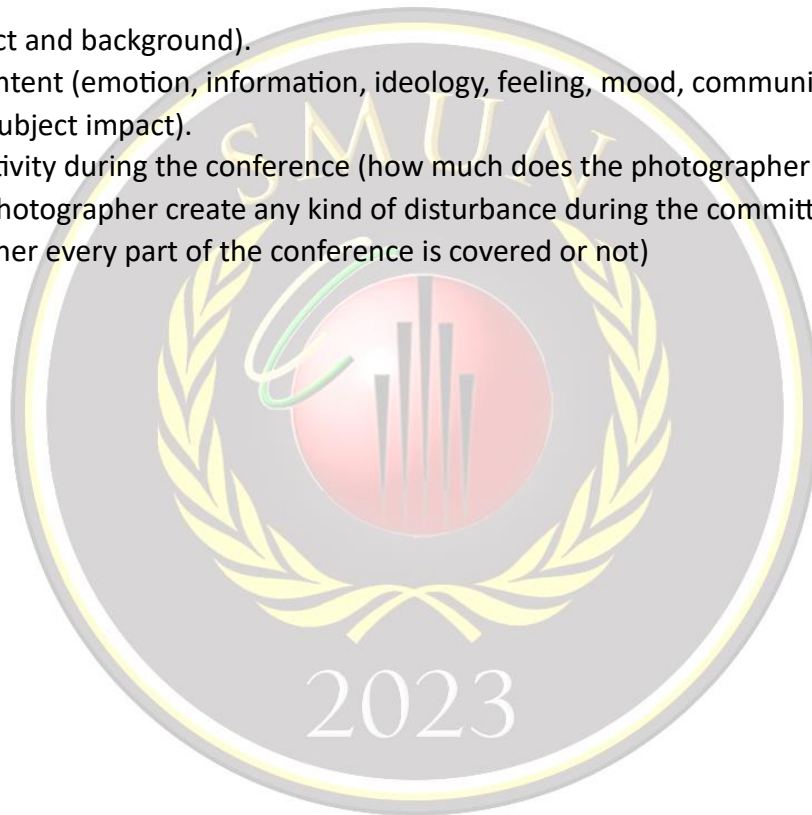 ct and background).
ntent (emotion, information, ideology, feeling, mood, communi
ubject impact).
tivity during the conference (how much does the photographer
hotographer create any kind of disturbance during the committ
her every part of the conference is covered or not)
SMUN
2023